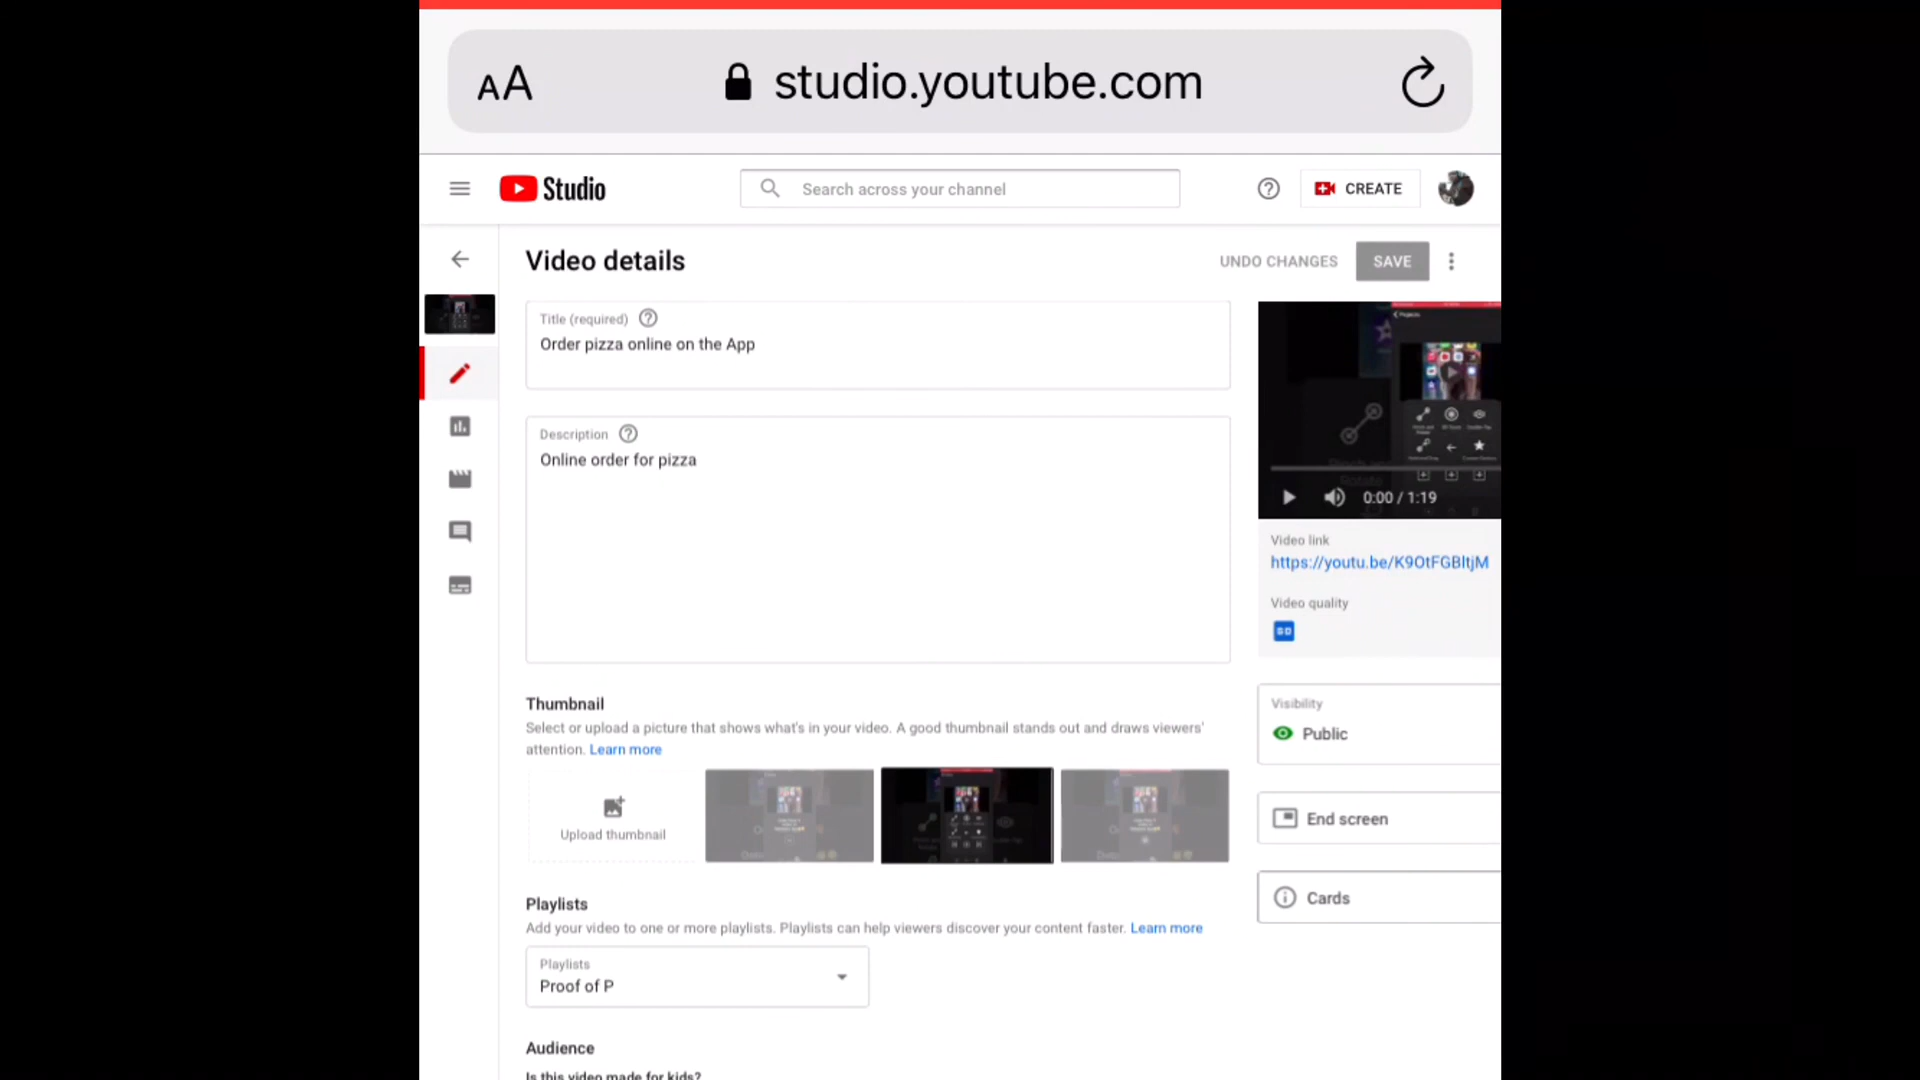 AA studio.youtube.com
Studio Search across your channel CREATE
Video details UNDO CHANGES SAVE
Title (required)
Order pizza online on the App
Description
Online order for pizza
0:00 / 1:19
Video link
https://youtu.be/K9OtFGBltjM
Video quality
SD
Visibility
Public
End screen
Cards
Thumbnail
Select or upload a picture that shows what's in your video. A good thumbnail stands out and draws viewers'
attention. Learn more
Upload thumbnail
Playlists
Add your video to one or more playlists. Playlists can help viewers discover your content faster. Learn more
Playlists
Proof of P
Audience
Is this video made for kids?